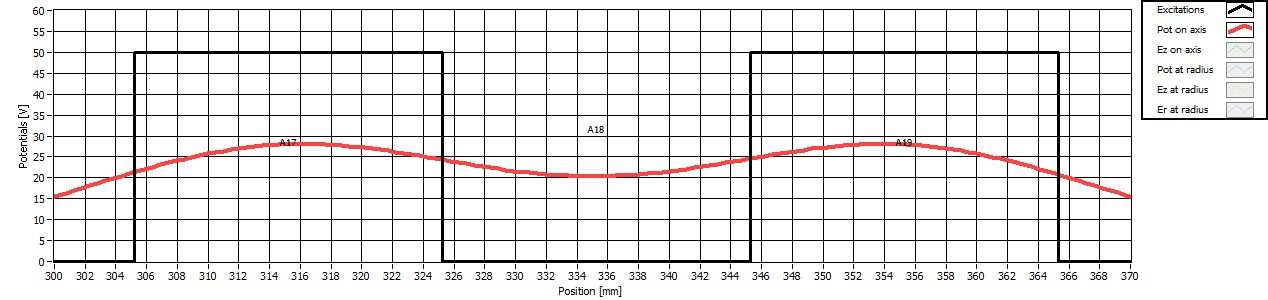 60
55
50
45
40
35
30
25
20
15
10
5
0
Potentials [V]
A17
A18
A19
300 302 304 306 308 310 312 314 316 318 320 322 324 326 328 330 332 334 336 338 340 342 344 346 348 350 352 354 356 358 360 362 364 366 368 370
Position [mm]
Excitations
Pot on axis
Ez on axis
Pot at radius
Ez at radius
Er at radius